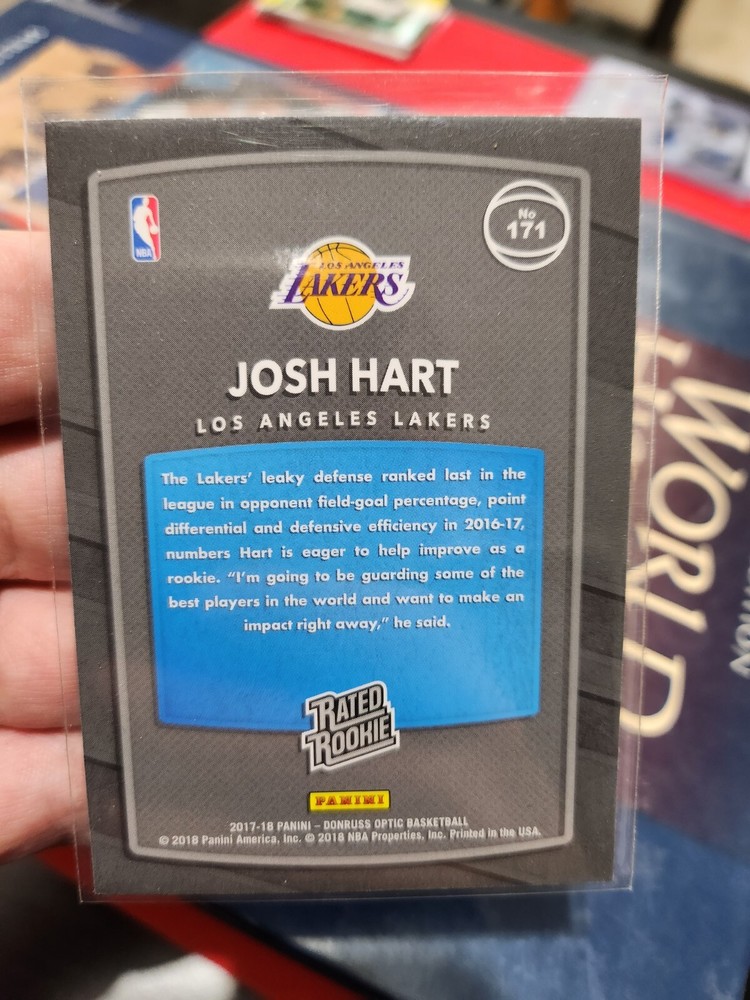 NBA
No
171
LOS ANGELES
LAKERS
JOSH HART
LOS ANGELES LAKERS
The Lakers' leaky defense ranked last in the
league in opponent field-goal percentage, point
differential and defensive efficiency in 2016-17,
numbers Hart is eager to help improve as a
rookie. "I'm going to be guarding some of the
best players in the world and want to make an
impact right away," he said.
RATED
ROOKIE
PANINI
2017-18 PANINI – DONRUSS OPTIC BASKETBALL
© 2018 Panini America, Inc. © 2018 NBA Properties, Inc. Printed in the USA.
WORLD